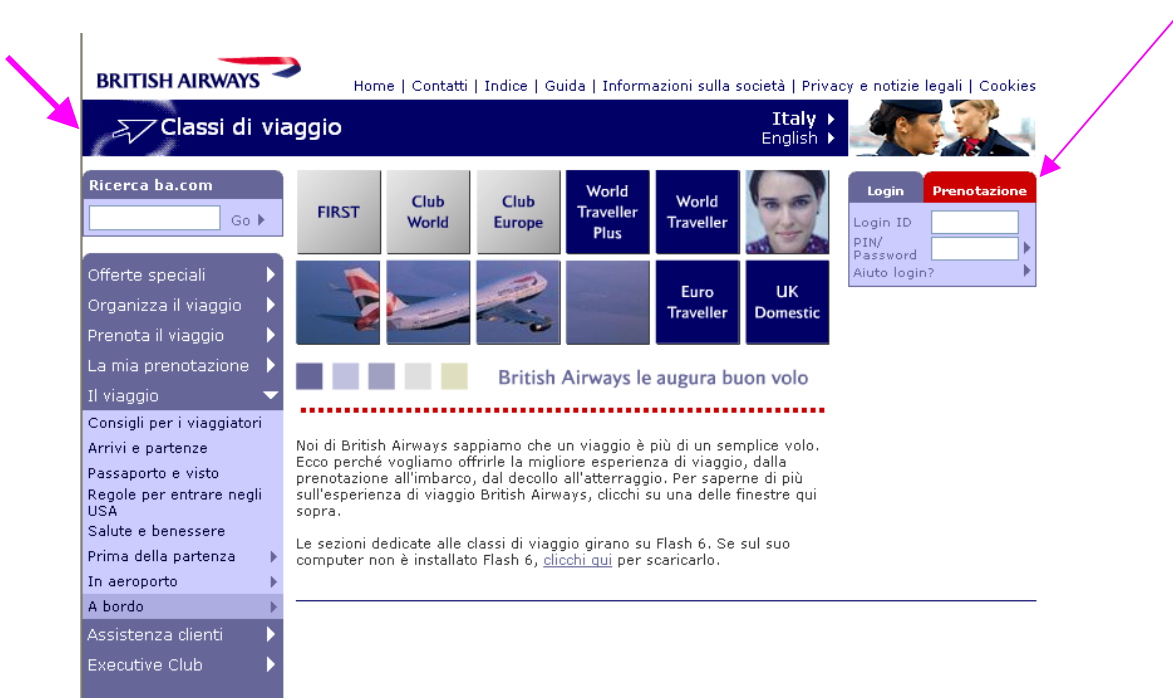 BRITISH AIRWAYS
Home | Contatti | Indice | Guida | Informazioni sulla società | Privacy e notizie legali | Cookies
Classi di viaggio
Italy
English
Ricerca ba.com
Go
Offerte speciali
Organizza il viaggio
Prenota il viaggio
La mia prenotazione
Il viaggio
Consigli per i viaggiatori
Arrivi e partenze
Passaporto e visto
Regole per entrare negli
USA
Salute e benessere
Prima della partenza
In aeroporto
A bordo
Assistenza clienti
Executive Club
FIRST
Club
World
Club
Europe
World
Traveller
Plus
World
Traveller
Euro
Traveller
UK
Domestic
British Airways le augura buon volo
Noi di British Airways sappiamo che un viaggio è più di un semplice volo.
Ecco perché vogliamo offrirle la migliore esperienza di viaggio, dalla
prenotazione all'imbarco, dal decollo all'atterraggio. Per saperne di più
sull'esperienza di viaggio British Airways, clicchi su una delle finestre qui
sopra.
Le sezioni dedicate alle classi di viaggio girano su Flash 6. Se sul suo
computer non è installato Flash 6, clicchi qui per scaricarlo.
Login
Prenotazione
Login ID
PIN/
Password
Aiuto login?